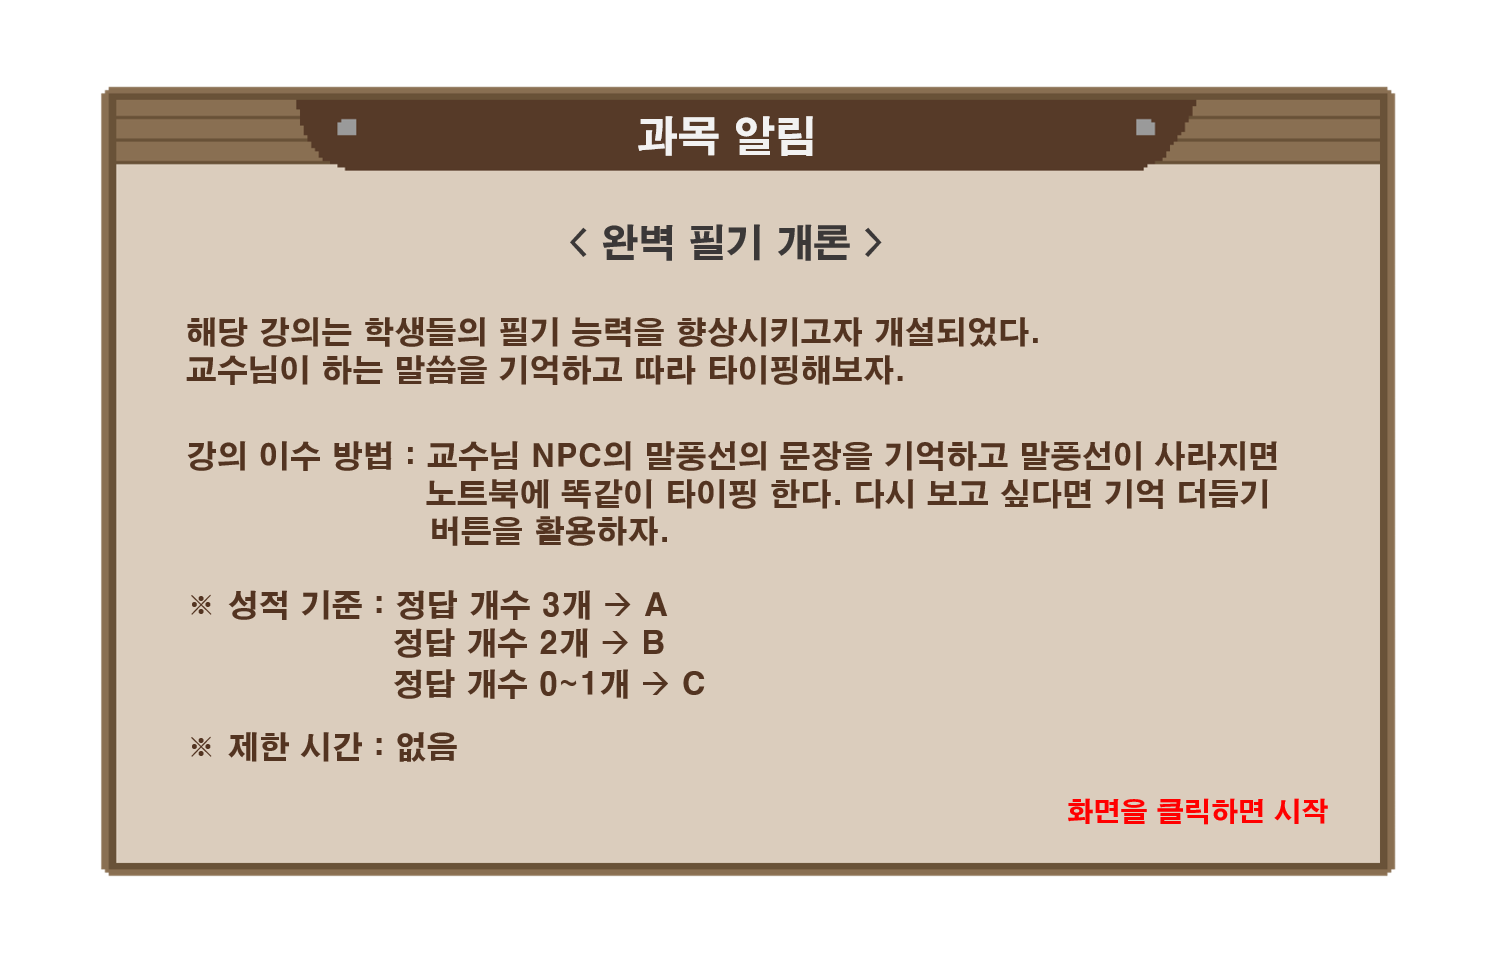 과목 알림
< 완벽 필기 개론 >
해당 강의는 학생들의 필기 능력을 향상시키고자 개설되었다.
교수님이 하는 말씀을 기억하고 따라 타이핑해보자.
강의 이수 방법 : 교수님 NPC의 말풍선의 문장을 기억하고 말풍선이 사라지면
노트북에 똑같이 타이핑 한다. 다시 보고 싶다면 기억 더듬기
버튼을 활용하자.
※ 성적 기준 : 정답 개수 3개 → A
정답 개수 2개 → B
정답 개수 0~1개 → C
※ 제한 시간 : 없음
화면을 클릭하면 시작